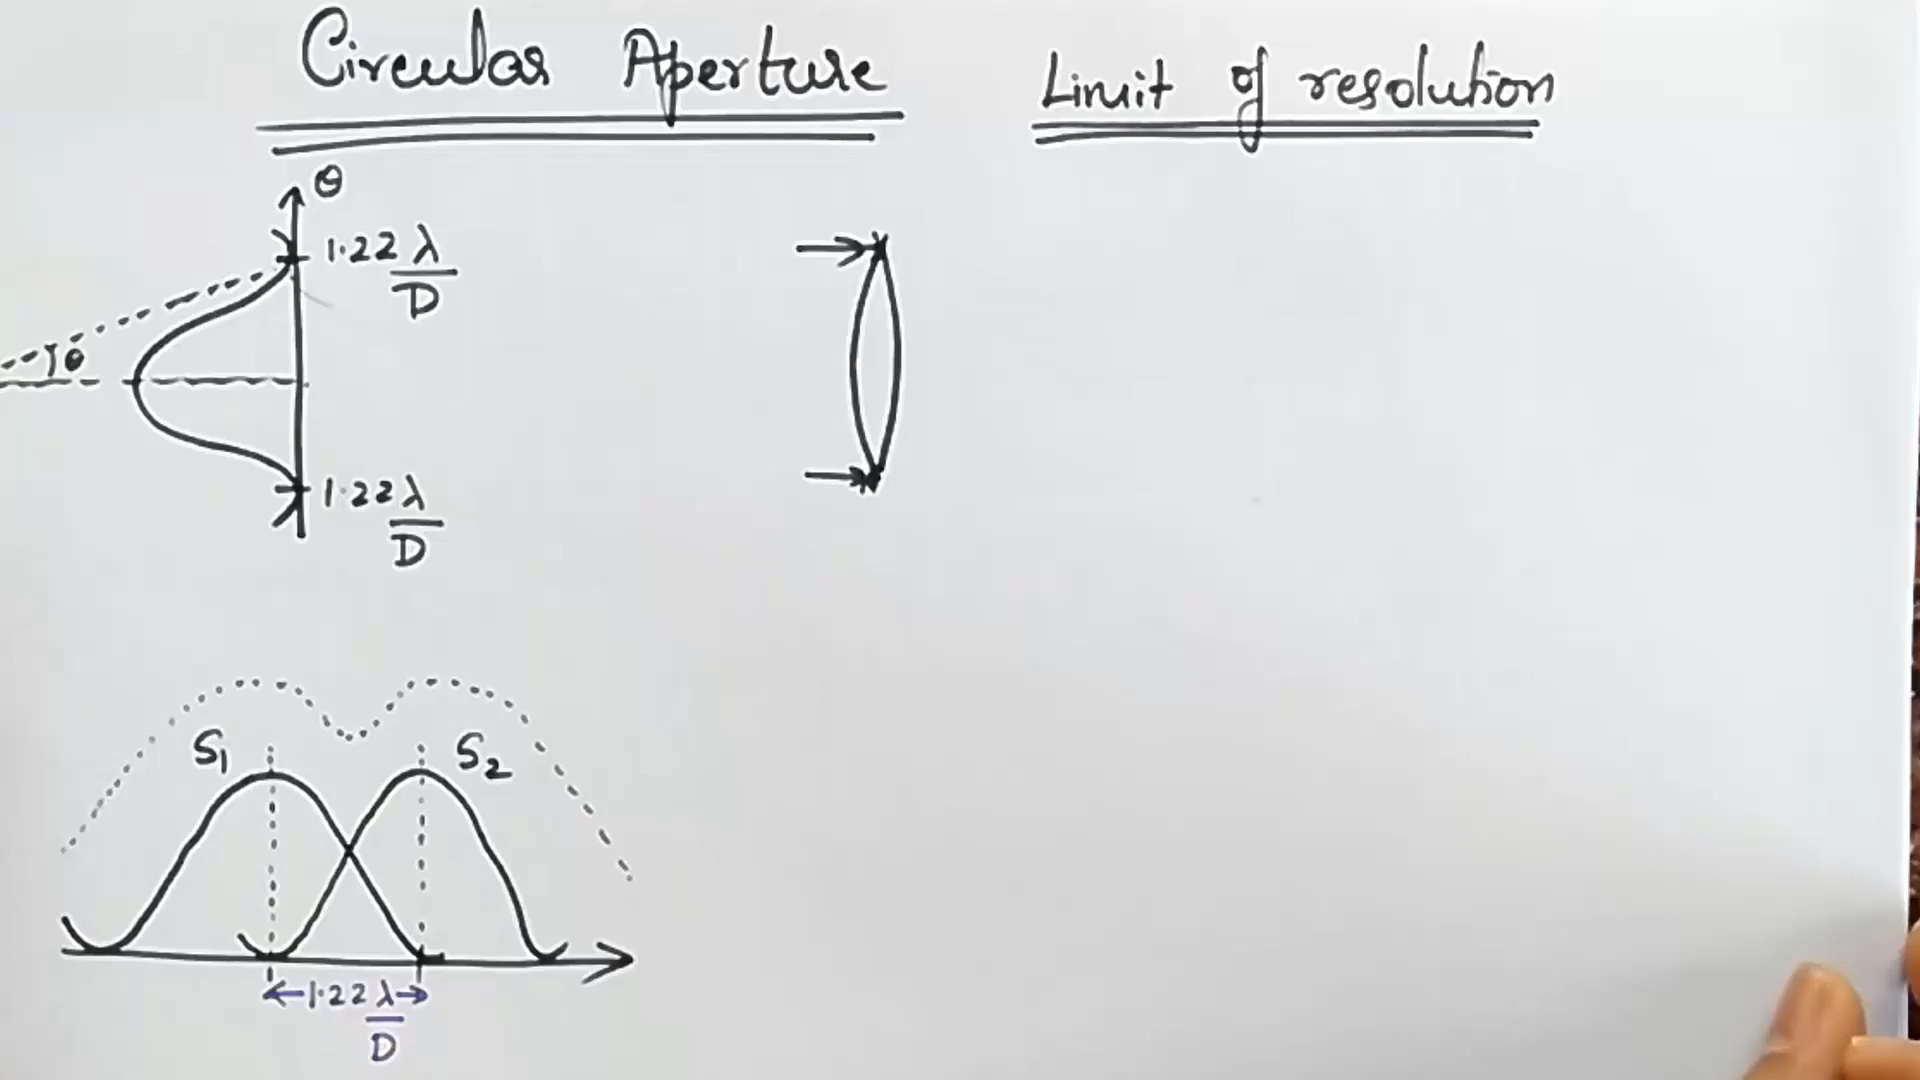 Circular Aperture
Limit of resolution
θ
1.22 λ/D
θ
1.22 λ/D
S₁
S₂
1.22 λ/D